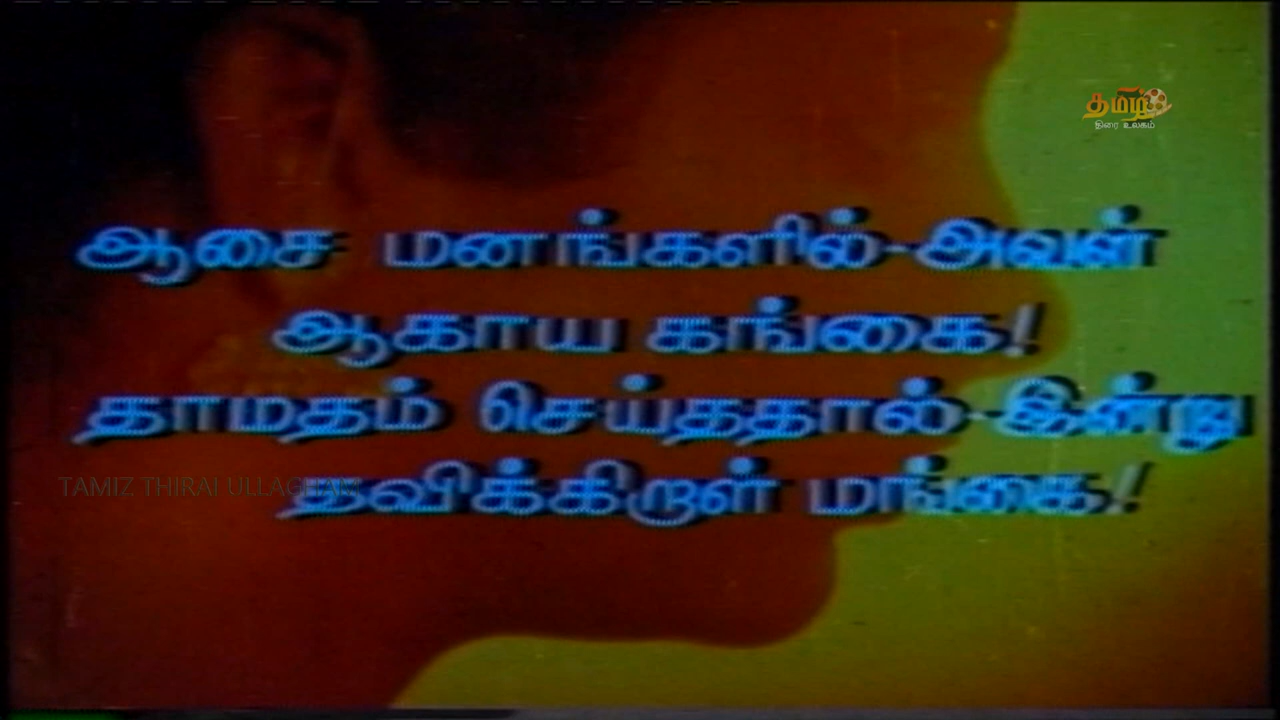 தமிழ்
திரை உலகம்
ஆசை மனங்களில்-அவள்
ஆகாய கங்கை!
தாமதம் செய்ததால்-இன்று
தவிக்கிறாள் மங்கை!
TAMIZ THIRAI ULLAGHAM